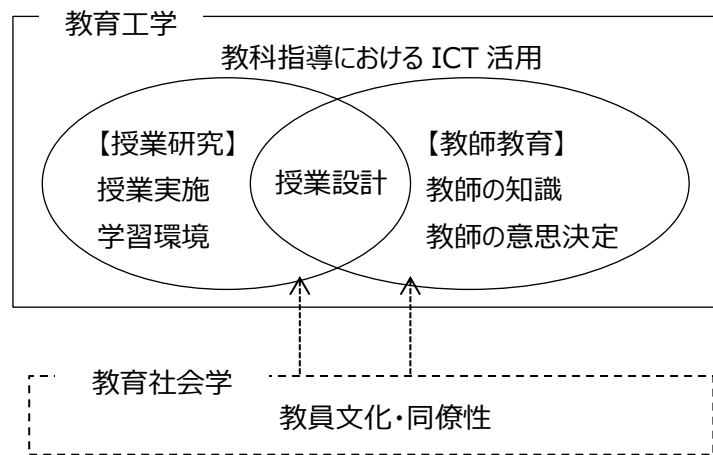 教育工学
教科指導における ICT 活用
【授業研究】
授業実施
学習環境
授業設計
【教師教育】
教師の知識
教師の意思決定
教育社会学
教員文化・同僚性